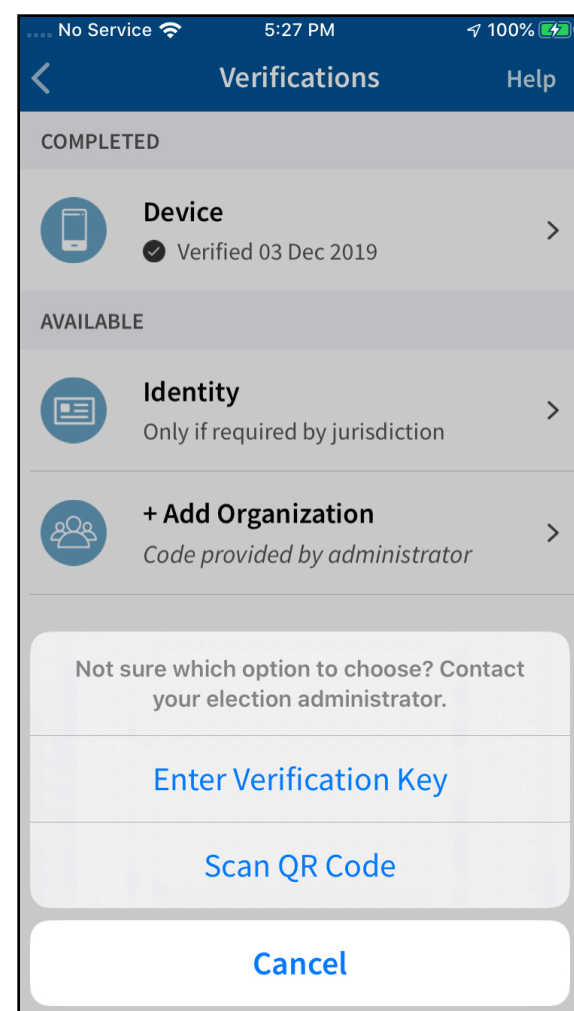 No Service 5:27 PM 100%
Verifications Help
COMPLETED
Device
Verified 03 Dec 2019
AVAILABLE
Identity
Only if required by jurisdiction
+ Add Organization
Code provided by administrator
Not sure which option to choose? Contact
your election administrator.
Enter Verification Key
Scan QR Code
Cancel